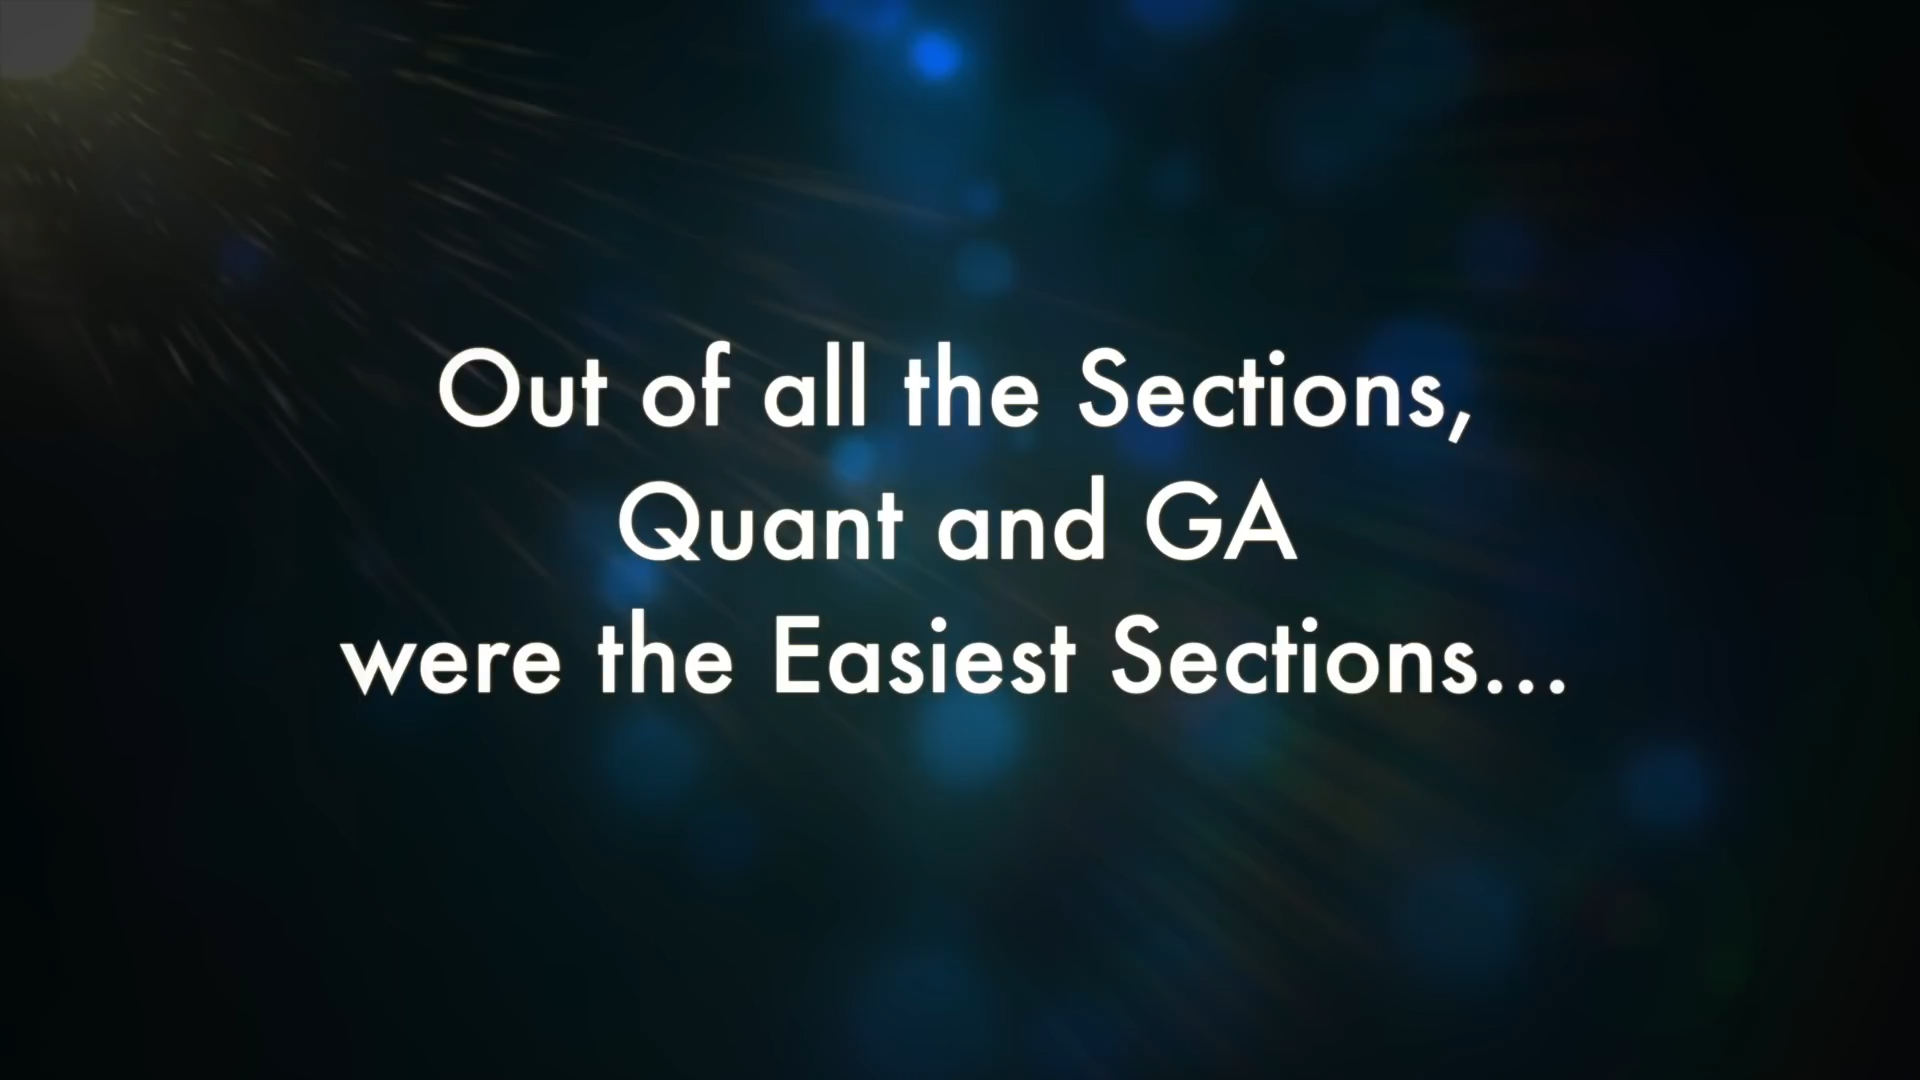 Out of all the Sections,
Quant and GA
were the Easiest Sections...